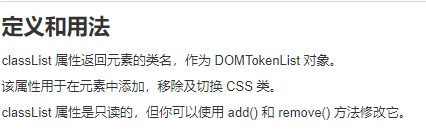 定义和用法
classList 属性返回元素的类名，作为 DOMTokenList 对象。
该属性用于在元素中添加，移除及切换 CSS 类。
classList 属性是只读的，但你可以使用 add() 和 remove() 方法修改它。